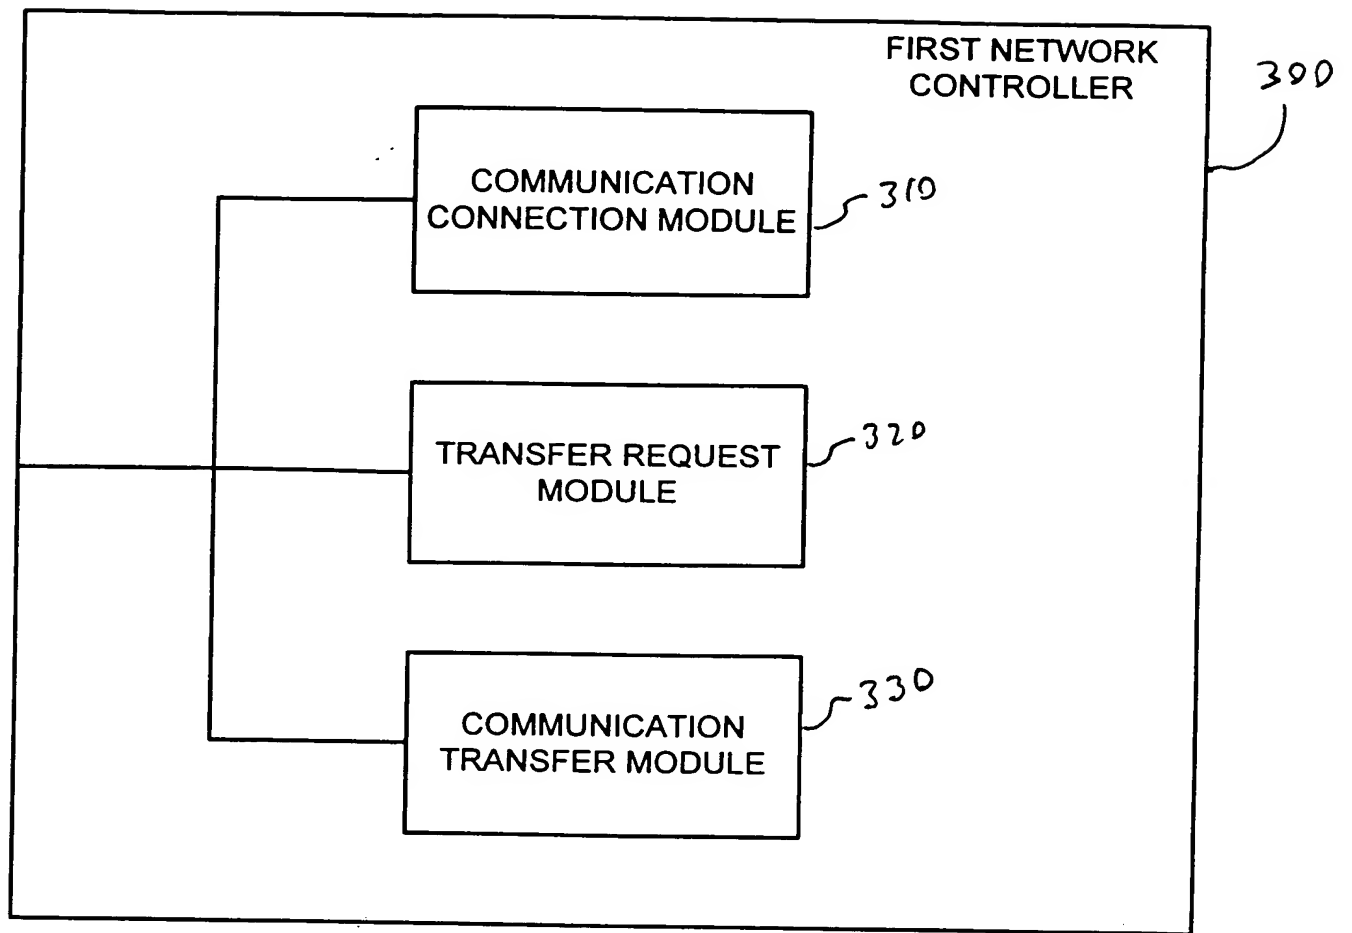 FIRST NETWORK
CONTROLLER
300
COMMUNICATION
CONNECTION MODULE
310
TRANSFER REQUEST
MODULE
320
COMMUNICATION
TRANSFER MODULE
330